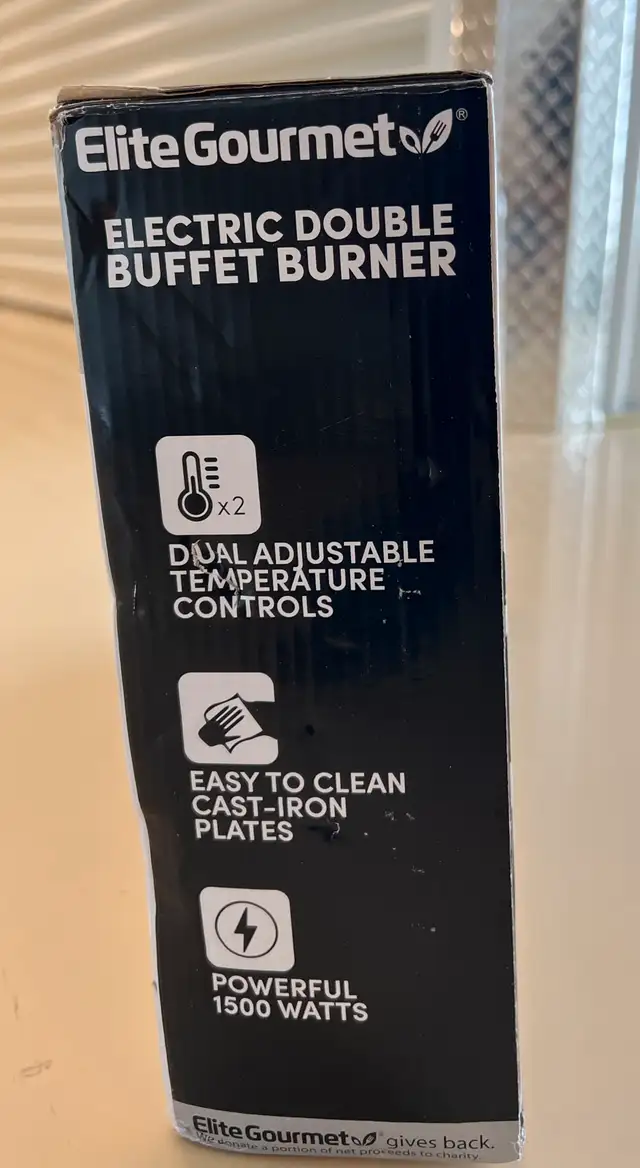 Elite Gourmet®
ELECTRIC DOUBLE
BUFFET BURNER
x2
DUAL ADJUSTABLE
TEMPERATURE
CONTROLS
EASY TO CLEAN
CAST-IRON
PLATES
POWERFUL
1500 WATTS
Elite Gourmet® gives back.
We donate a portion of net proceeds to charity.